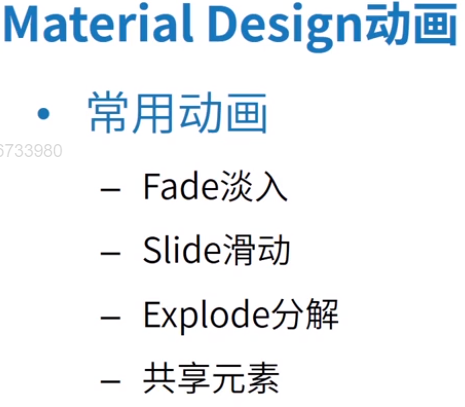 Material Design动画
• 常用动画
6733980
– Fade淡入
– Slide滑动
– Explode分解
– 共享元素